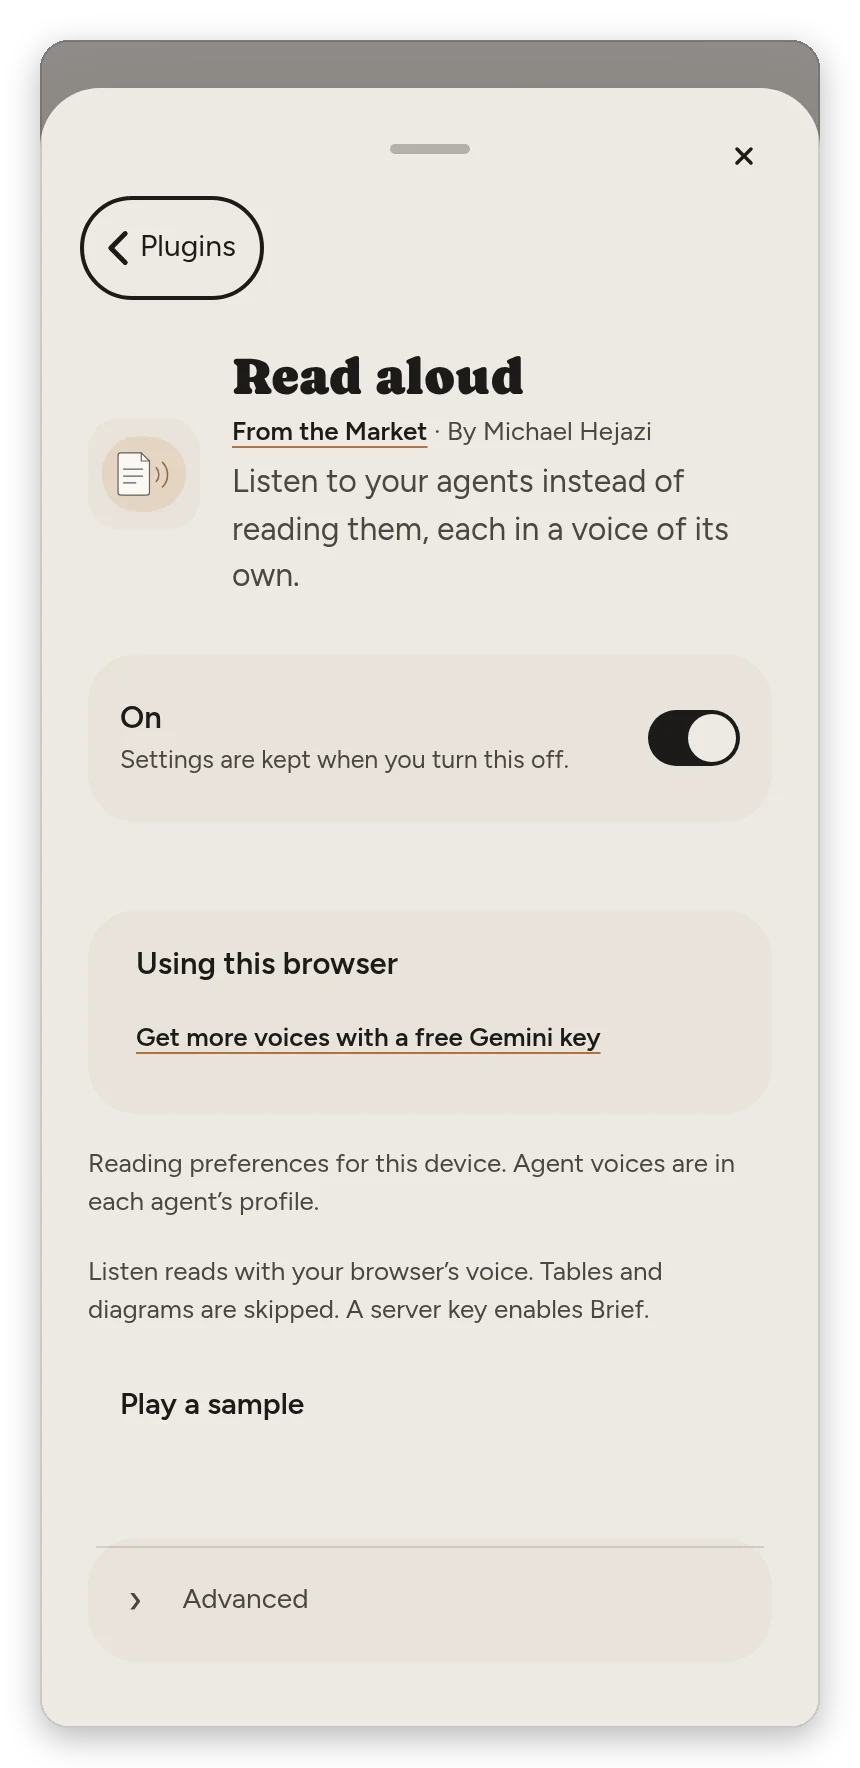 Plugins
Read aloud
From the Market · By Michael Hejazi
Listen to your agents instead of
reading them, each in a voice of its
own.
On
Settings are kept when you turn this off.
Using this browser
Get more voices with a free Gemini key
Reading preferences for this device. Agent voices are in
each agent’s profile.
Listen reads with your browser’s voice. Tables and
diagrams are skipped. A server key enables Brief.
Play a sample
Advanced